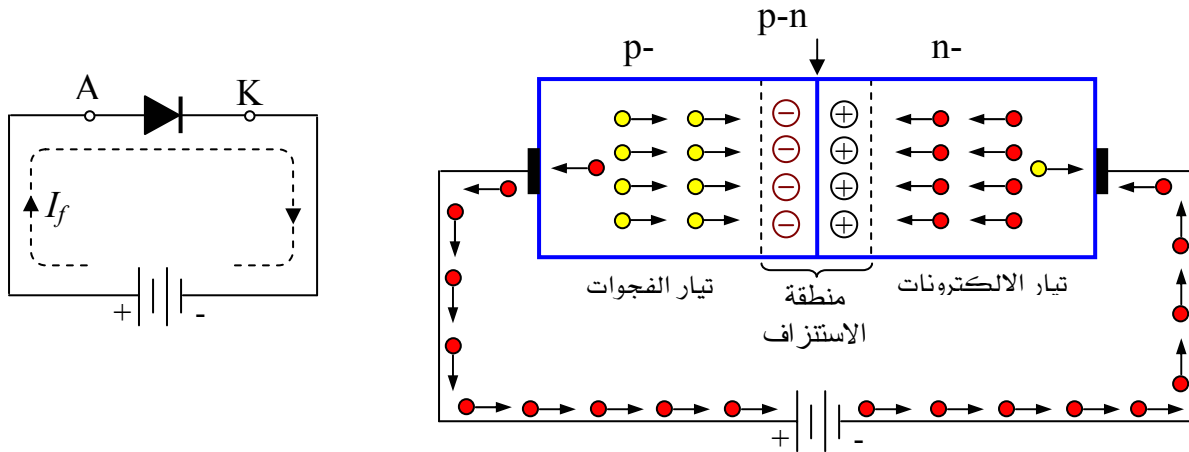 A
K
I_f
+ -
p-n
p- n-
تيار الفجوات
منطقة
الاستنزاف
تيار الالكترونات
+ -